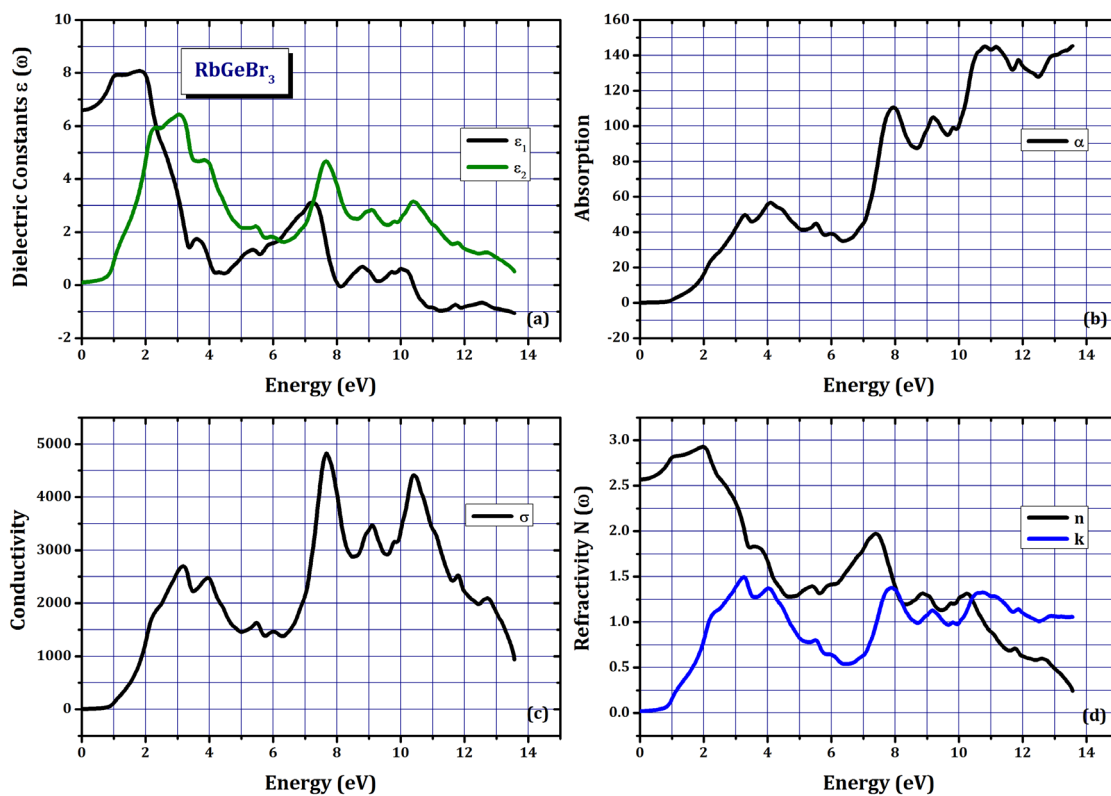 Dielectric Constants ε (ω)
10
8
6
4
2
0
-2
RbGeBr₃
ε₁
ε₂
(a)
0 2 4 6 8 10 12 14
Energy (eV)
Absorption
160
140
120
100
80
60
40
20
0
-20
α
(b)
0 2 4 6 8 10 12 14
Energy (eV)
Conductivity
5000
4000
3000
2000
1000
0
σ
(c)
0 2 4 6 8 10 12 14
Energy (eV)
Refractivity N (ω)
3.0
2.5
2.0
1.5
1.0
0.5
0.0
n
k
(d)
0 2 4 6 8 10 12 14
Energy (eV)